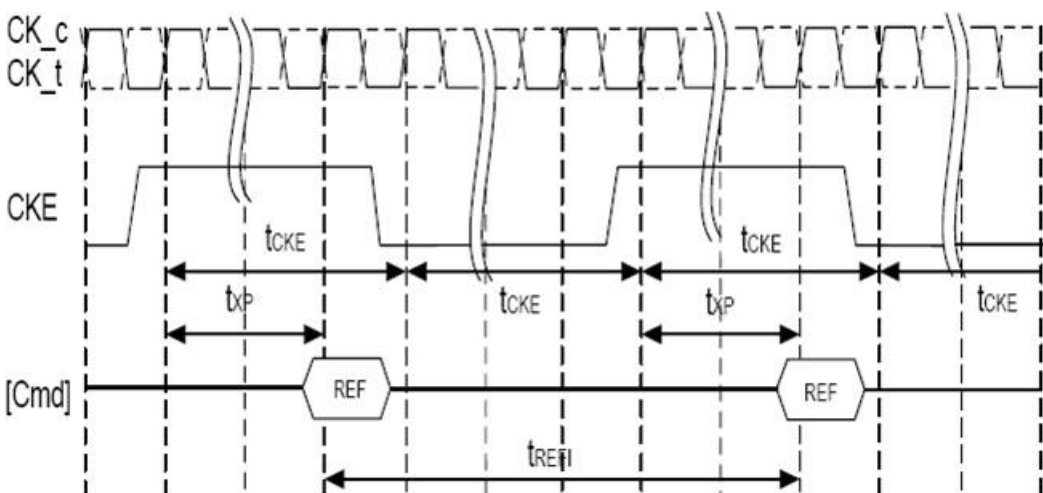 CK_c
CK_t
CKE
tCKE
tCKE
tCKE
tCKE
tXP
tXP
[Cmd]
REF
REF
tREFI